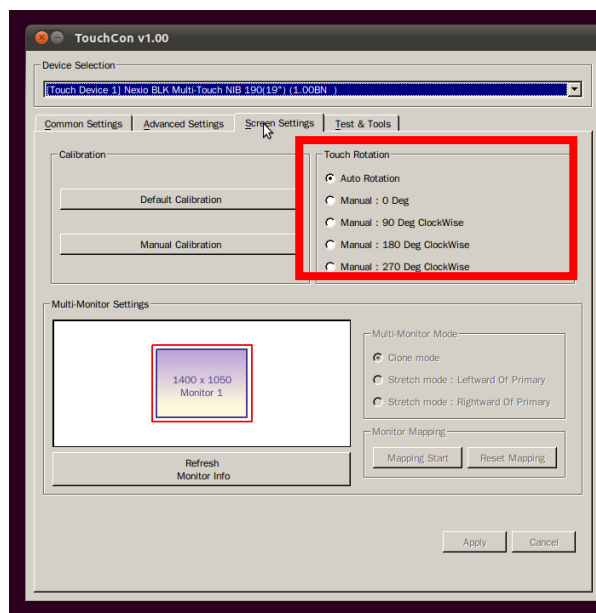 TouchCon v1.00
Device Selection
[Touch Device 1] Nexio BLK Multi-Touch NIB 190(19") (1.00BN )
Common Settings Advanced Settings Screen Settings Test & Tools
Calibration
Default Calibration
Manual Calibration
Touch Rotation
Auto Rotation
Manual : 0 Deg
Manual : 90 Deg ClockWise
Manual : 180 Deg ClockWise
Manual : 270 Deg ClockWise
Multi-Monitor Settings
1400 x 1050
Monitor 1
Refresh
Monitor Info
Multi-Monitor Mode
Clone mode
Stretch mode : Leftward Of Primary
Stretch mode : Rightward Of Primary
Monitor Mapping
Mapping Start Reset Mapping
Apply Cancel